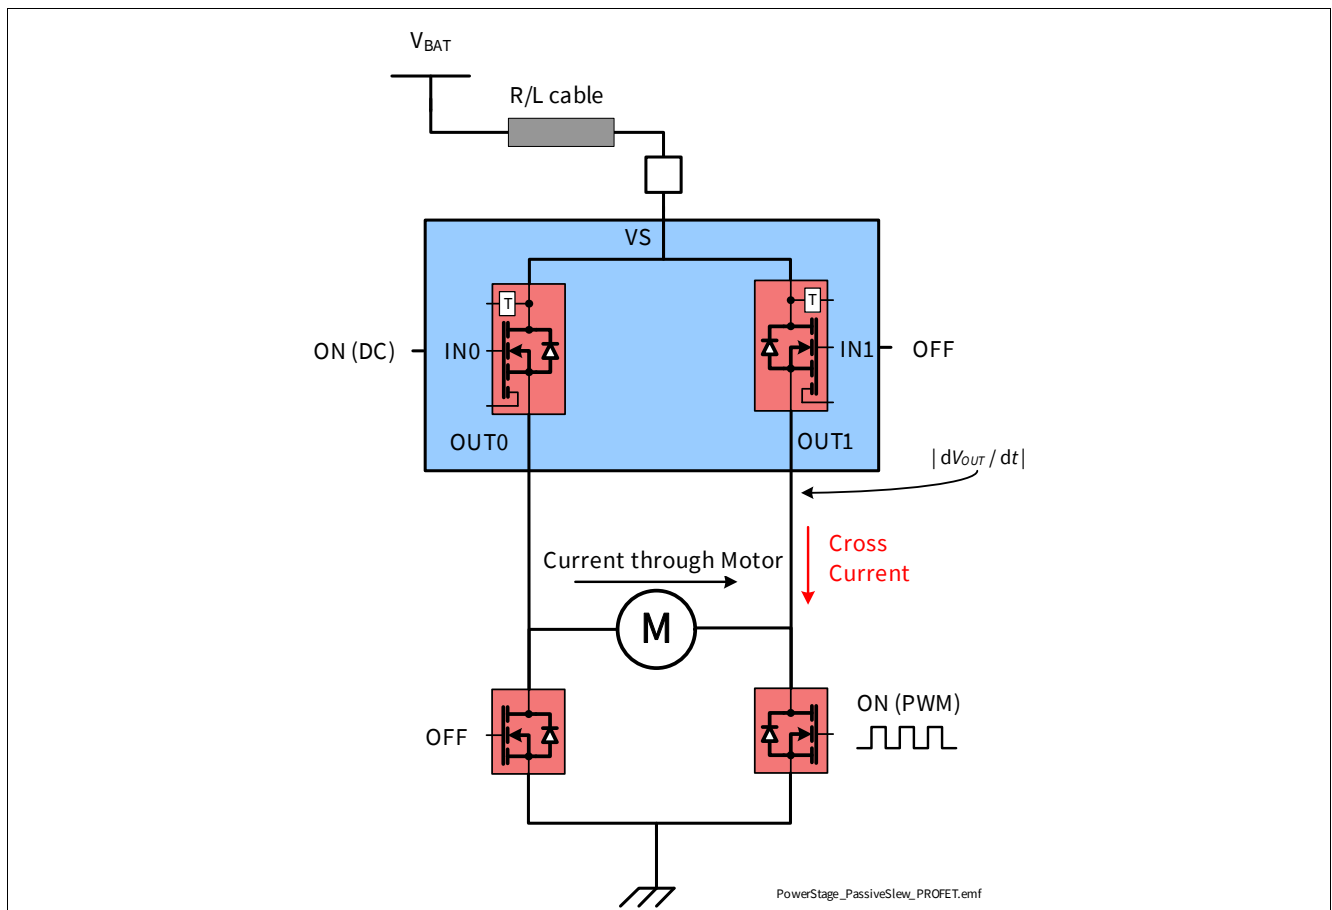 VBAT
R/L cable
VS
T
T
ON (DC)
IN0
IN1
OFF
OUT0
OUT1
| dVOUT / dt|
Cross
Current
Current through Motor
M
ON (PWM)
OFF
PowerStage_PassiveSlew_PROFET.emf